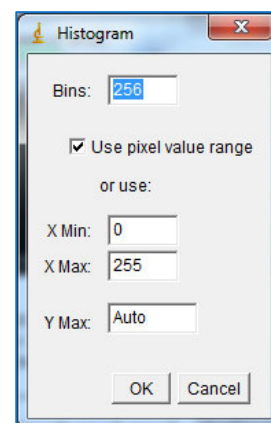 Histogram
X
Bins: 256
Use pixel value range
or use:
X Min: 0
X Max: 255
Y Max: Auto
OK Cancel